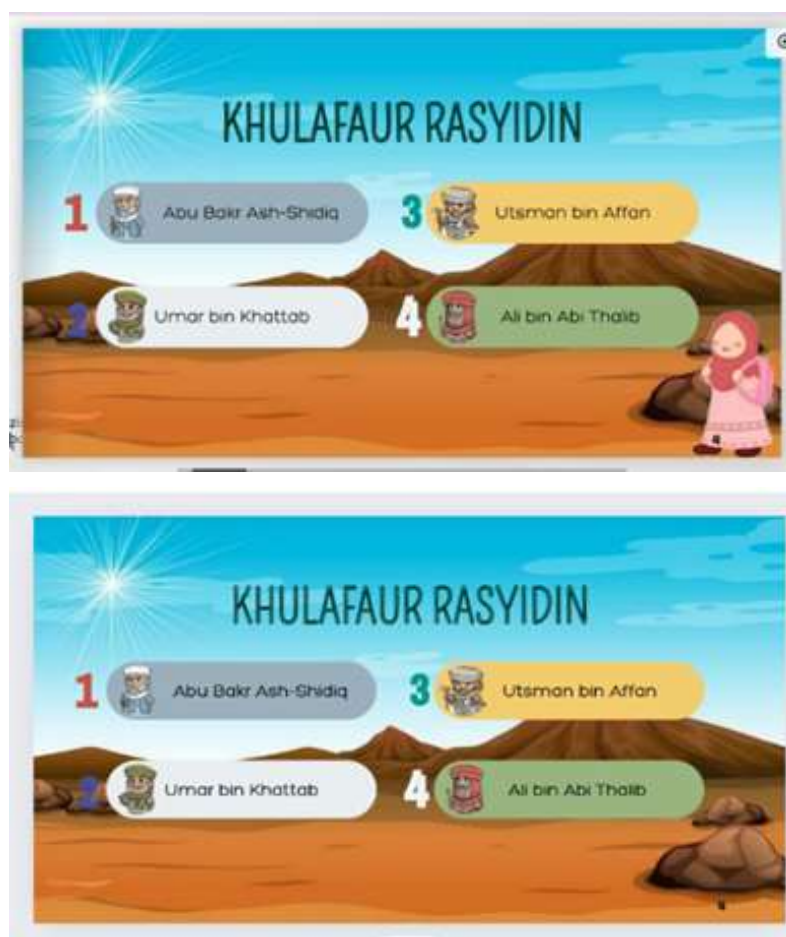 KHULAFAUR RASYIDIN
1 Abu Bakr Ash-Shidiq
3 Utsman bin Affan
2 Umar bin Khattab
4 Ali bin Abi Thalib
KHULAFAUR RASYIDIN
1 Abu Bakr Ash-Shidiq
3 Utsman bin Affan
2 Umar bin Khattab
4 Ali bin Abi Thalib